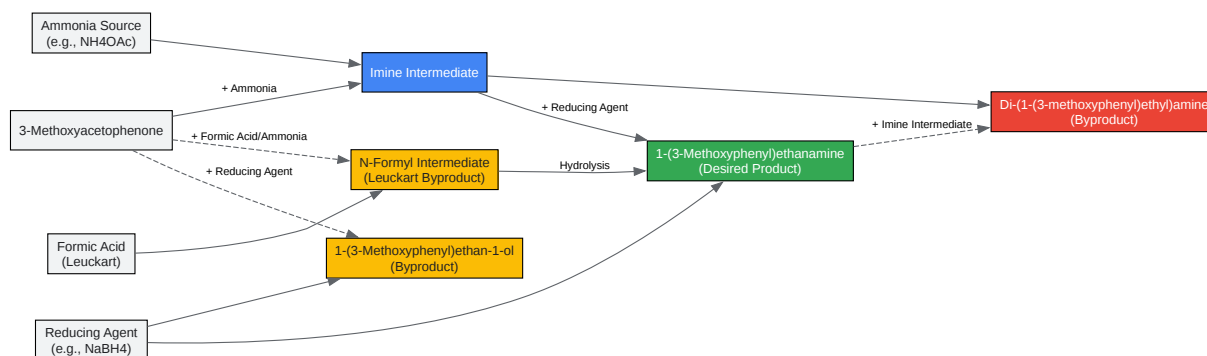 Ammonia Source
(e.g., NH4OAc)
Imine Intermediate
+ Ammonia
3-Methoxyacetophenone
+ Formic Acid/Ammonia
+ Reducing Agent
N-Formyl Intermediate
(Leuckart Byproduct)
Hydrolysis
+ Reducing Agent
1-(3-Methoxyphenyl)ethanamine
(Desired Product)
+ Imine Intermediate
Di-(1-(3-methoxyphenyl)ethyl)amine
(Byproduct)
Formic Acid
(Leuckart)
1-(3-Methoxyphenyl)ethan-1-ol
(Byproduct)
Reducing Agent
(e.g., NaBH4)